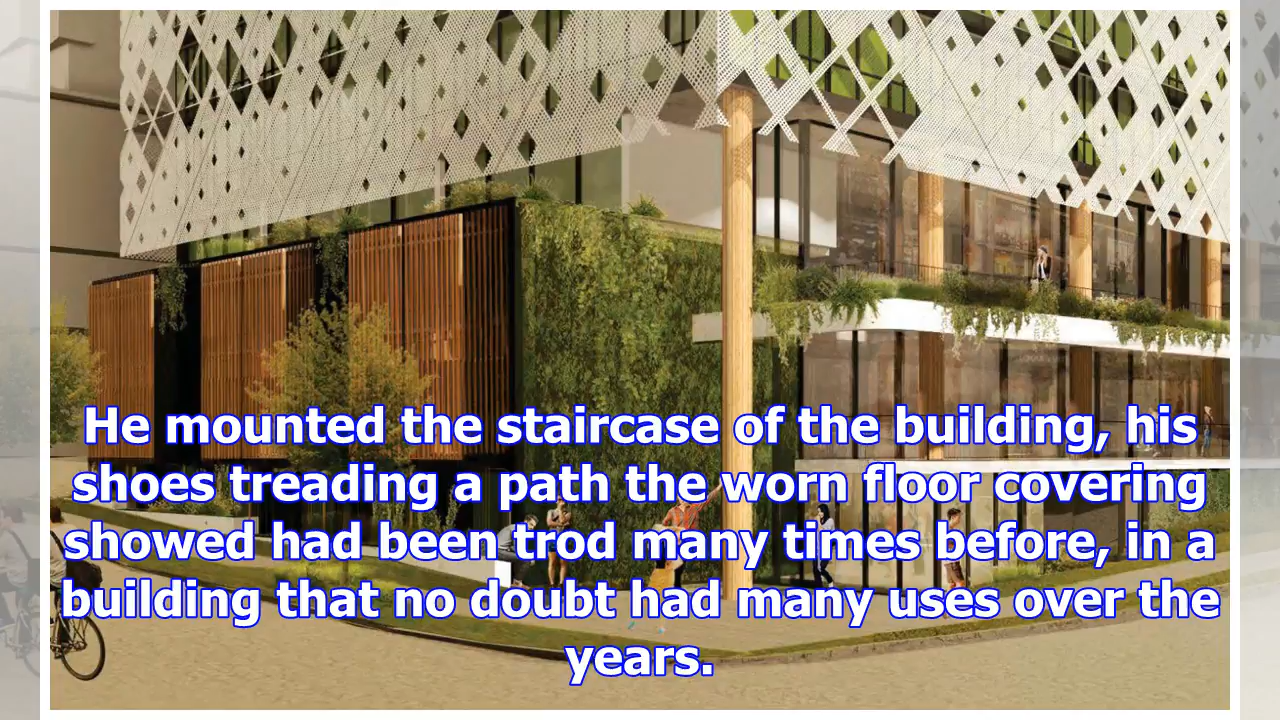 He mounted the staircase of the building, his
shoes treading a path the worn floor covering
showed had been trod many times before, in a
building that no doubt had many uses over the
years.